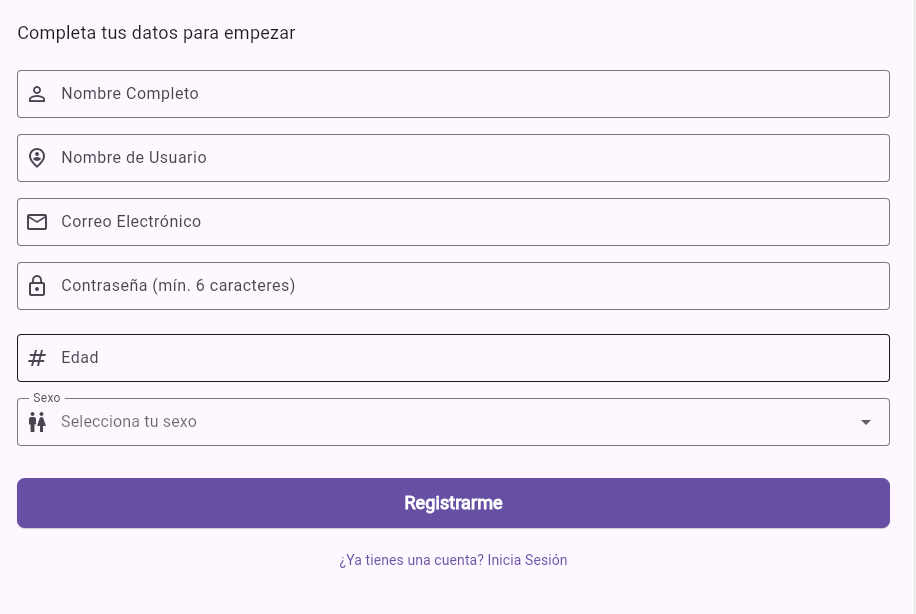 Completa tus datos para empezar
Nombre Completo
Nombre de Usuario
Correo Electrónico
Contraseña (mín. 6 caracteres)
Edad
Sexo
Selecciona tu sexo
Registrarme
¿Ya tienes una cuenta? Inicia Sesión